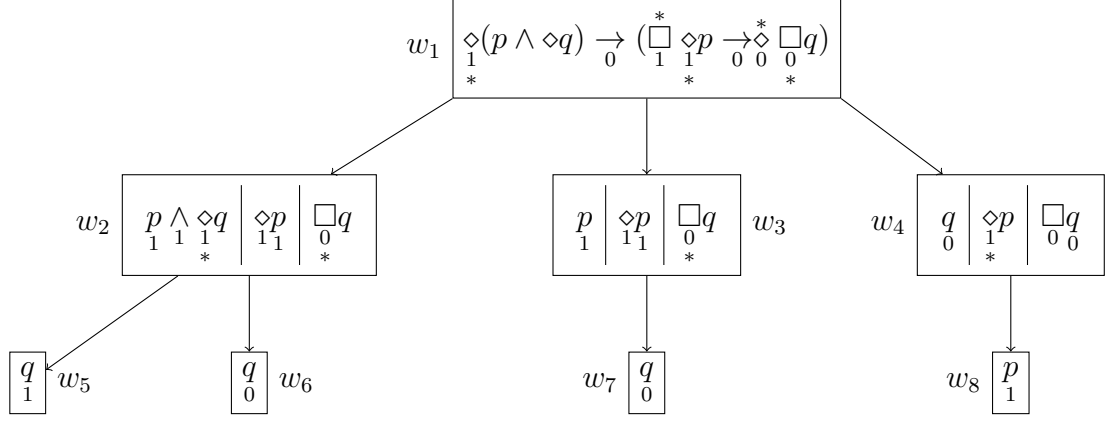 *	*
w₁ ◇(p ∧ ◇q) → (□ ◇p → ◇ □q)
1 0 1 1 0 0 0
* * *
w₂ p ∧ ◇q | ◇p | □q p | ◇p | □q w₃ w₄ q | ◇p | □q
1 1 1 1 1 0 1 1 1 0 0 1 0 0
* * * *
q w₅ q w₆ w₇ q w₈ p
1 0 0 1